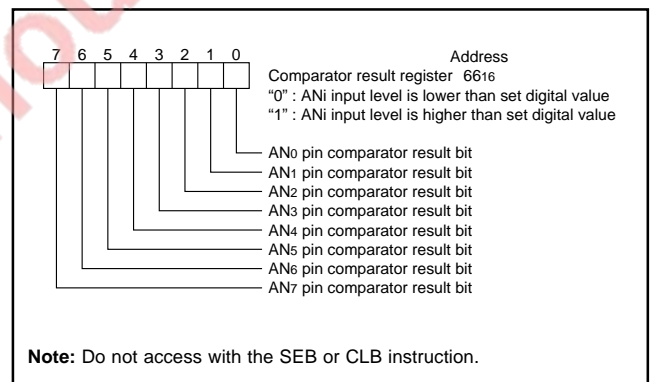 7 6 5 4 3 2 1 0
Address
Comparator result register 6616
“0” : ANi input level is lower than set digital value
“1” : ANi input level is higher than set digital value
AN0 pin comparator result bit
AN1 pin comparator result bit
AN2 pin comparator result bit
AN3 pin comparator result bit
AN4 pin comparator result bit
AN5 pin comparator result bit
AN6 pin comparator result bit
AN7 pin comparator result bit
Note: Do not access with the SEB or CLB instruction.